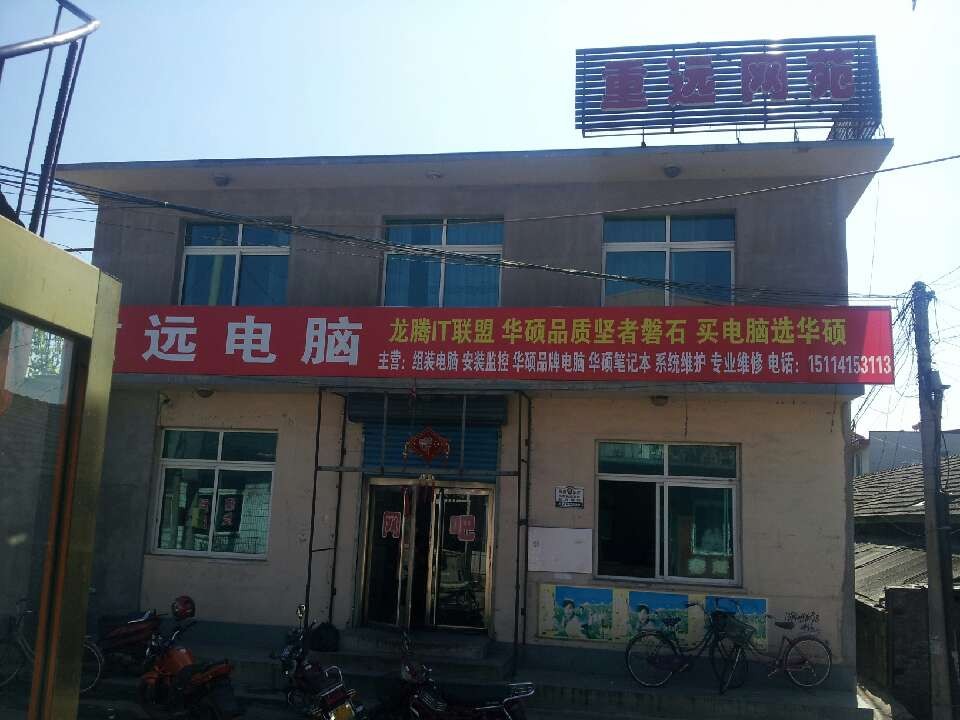 重远网苑
远电脑
龙腾IT联盟 华硕品质坚若磐石 买电脑选华硕
主营：组装电脑 安装监控 华硕品牌电脑 华硕笔记本 系统维护 专业维修 电话：15114153113
网吧